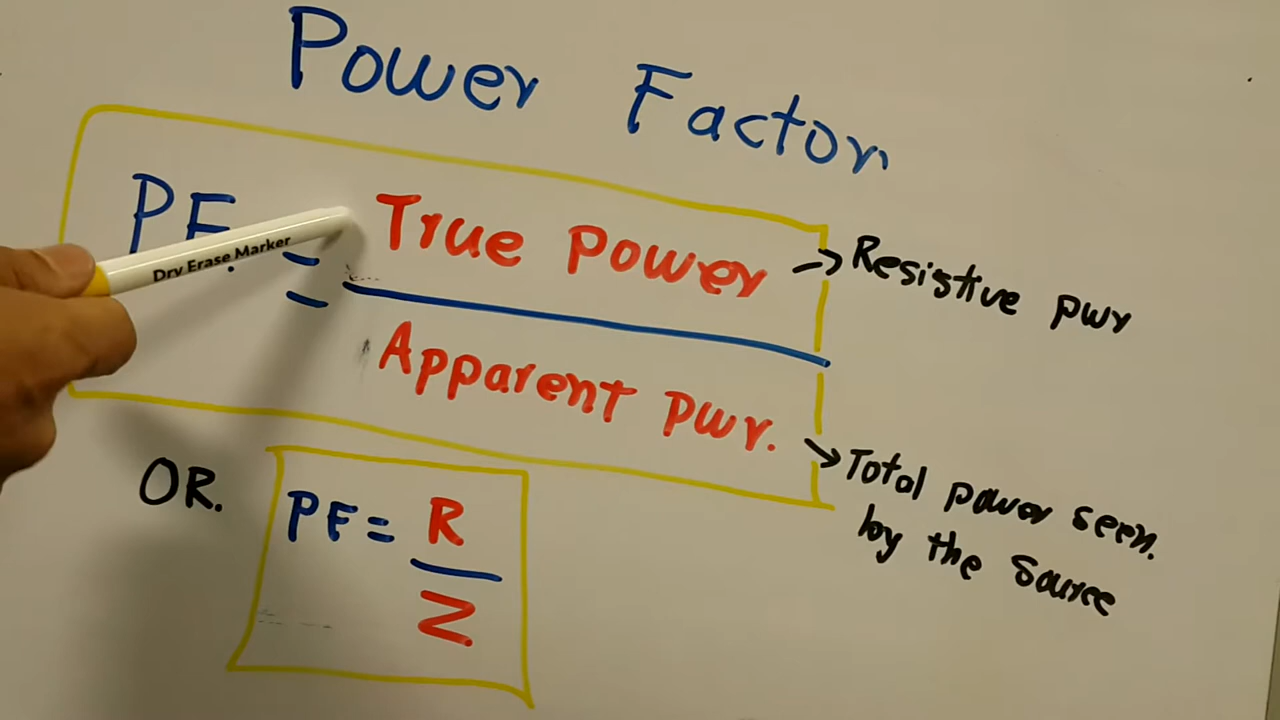 Power Factor
PF. = True Power
→ Resistive pwr
Apparent Pwr.
→ Total power seen.
by the Source
OR.
PF = R
Z
Dry Erase Marker